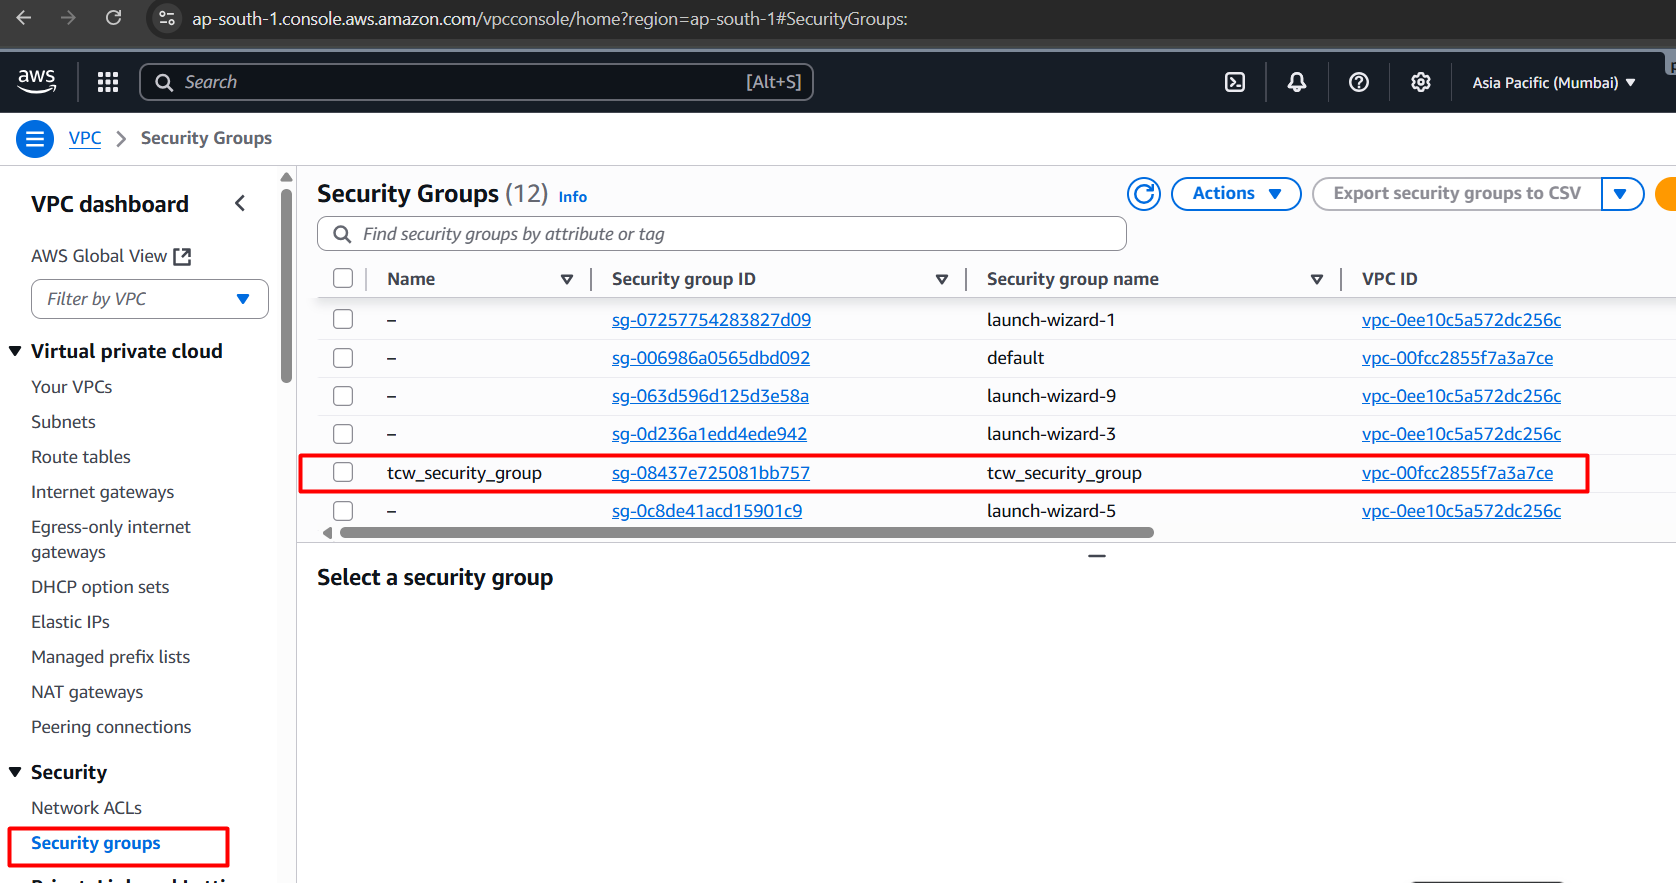 ap-south-1.console.aws.amazon.com/vpcconsole/home?region=ap-south-1#SecurityGroups:
aws
Search [Alt+S]
Asia Pacific (Mumbai)
VPC > Security Groups
VPC dashboard
AWS Global View
Filter by VPC
Virtual private cloud
Your VPCs
Subnets
Route tables
Internet gateways
Egress-only internet
gateways
DHCP option sets
Elastic IPs
Managed prefix lists
NAT gateways
Peering connections
Security
Network ACLs
Security groups
Security Groups (12) Info
Actions
Export security groups to CSV
Find security groups by attribute or tag
Name Security group ID Security group name VPC ID
– sg-07257754283827d09 launch-wizard-1 vpc-0ee10c5a572dc256c
– sg-006986a0565dbd092 default vpc-00fcc2855f7a3a7ce
– sg-063d596d125d3e58a launch-wizard-9 vpc-0ee10c5a572dc256c
– sg-0d236a1edd4ede942 launch-wizard-3 vpc-0ee10c5a572dc256c
tcw_security_group sg-08437e725081bb757 tcw_security_group vpc-00fcc2855f7a3a7ce
– sg-0c8de41acd15901c9 launch-wizard-5 vpc-0ee10c5a572dc256c
Select a security group